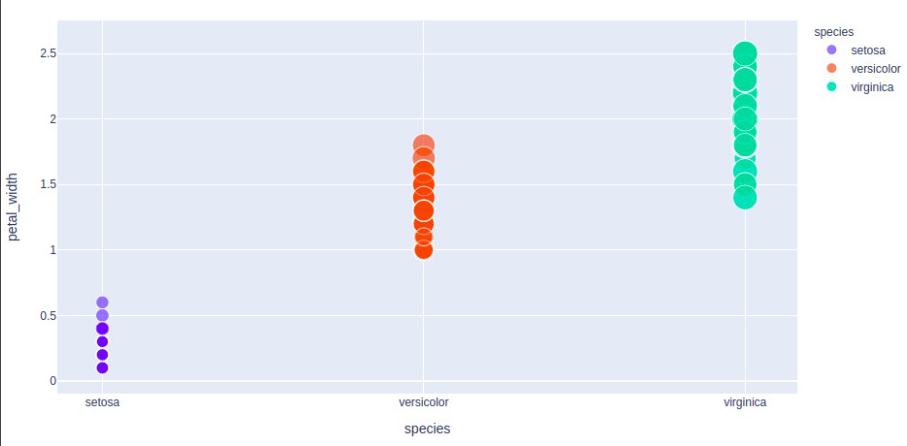 species
setosa
versicolor
virginica
petal_width
2.5
2
1.5
1
0.5
0
setosa versicolor virginica
species